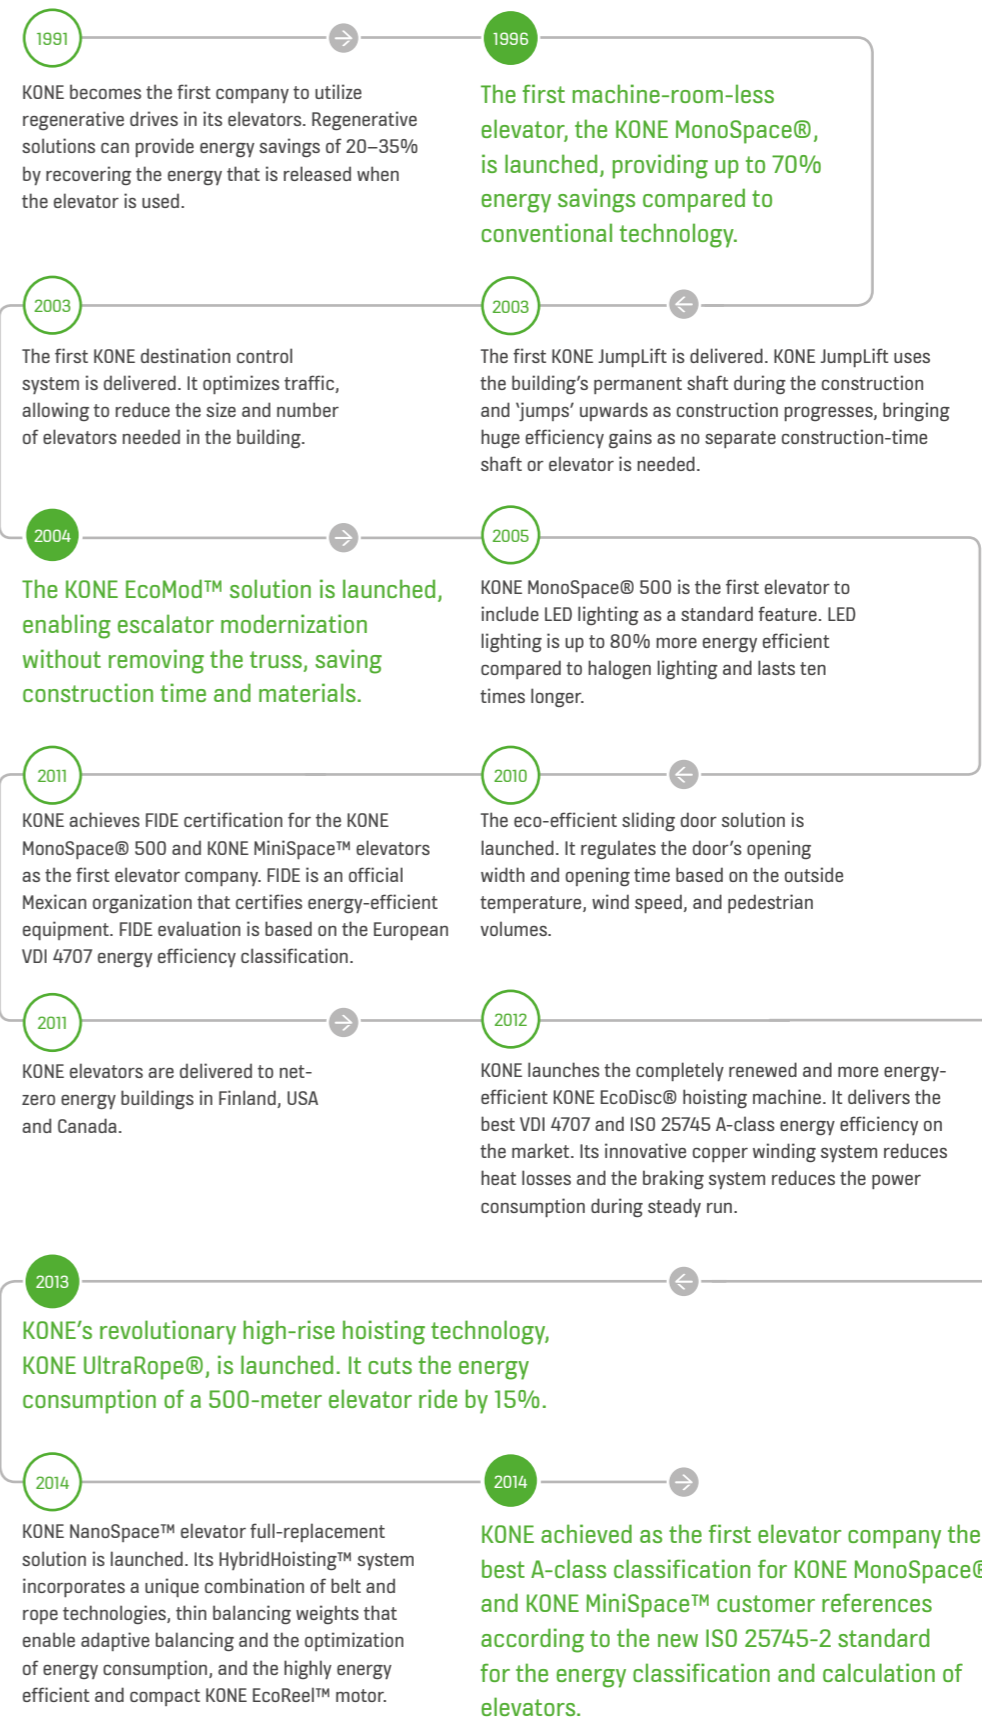 1991
KONE becomes the first company to utilize
regenerative drives in its elevators. Regenerative
solutions can provide energy savings of 20–35%
by recovering the energy that is released when
the elevator is used.
1996
The first machine-room-less
elevator, the KONE MonoSpace®,
is launched, providing up to 70%
energy savings compared to
conventional technology.
2003
The first KONE JumpLift is delivered. KONE JumpLift uses
the building's permanent shaft during the construction
and 'jumps' upwards as construction progresses, bringing
huge efficiency gains as no separate construction-time
shaft or elevator is needed.
2003
The first KONE destination control
system is delivered. It optimizes traffic,
allowing to reduce the size and number
of elevators needed in the building.
2004
The KONE EcoMod™ solution is launched,
enabling escalator modernization
without removing the truss, saving
construction time and materials.
2005
KONE MonoSpace® 500 is the first elevator to
include LED lighting as a standard feature. LED
lighting is up to 80% more energy efficient
compared to halogen lighting and lasts ten
times longer.
2010
The eco-efficient sliding door solution is
launched. It regulates the door's opening
width and opening time based on the outside
temperature, wind speed, and pedestrian
volumes.
2011
KONE achieves FIDE certification for the KONE
MonoSpace® 500 and KONE MiniSpace™ elevators
as the first elevator company. FIDE is an official
Mexican organization that certifies energy-efficient
equipment. FIDE evaluation is based on the European
VDI 4707 energy efficiency classification.
2011
KONE elevators are delivered to net-
zero energy buildings in Finland, USA
and Canada.
2012
KONE launches the completely renewed and more energy-
efficient KONE EcoDisc® hoisting machine. It delivers the
best VDI 4707 and ISO 25745 A-class energy efficiency on
the market. Its innovative copper winding system reduces
heat losses and the braking system reduces the power
consumption during steady run.
2013
KONE's revolutionary high-rise hoisting technology,
KONE UltraRope®, is launched. It cuts the energy
consumption of a 500-meter elevator ride by 15%.
2014
KONE NanoSpace™ elevator full-replacement
solution is launched. Its HybridHoisting™ system
incorporates a unique combination of belt and
rope technologies, thin balancing weights that
enable adaptive balancing and the optimization
of energy consumption, and the highly energy
efficient and compact KONE EcoReel™ motor.
2014
KONE achieved as the first elevator company the
best A-class classification for KONE MonoSpace®
and KONE MiniSpace™ customer references
according to the new ISO 25745-2 standard
for the energy classification and calculation of
elevators.